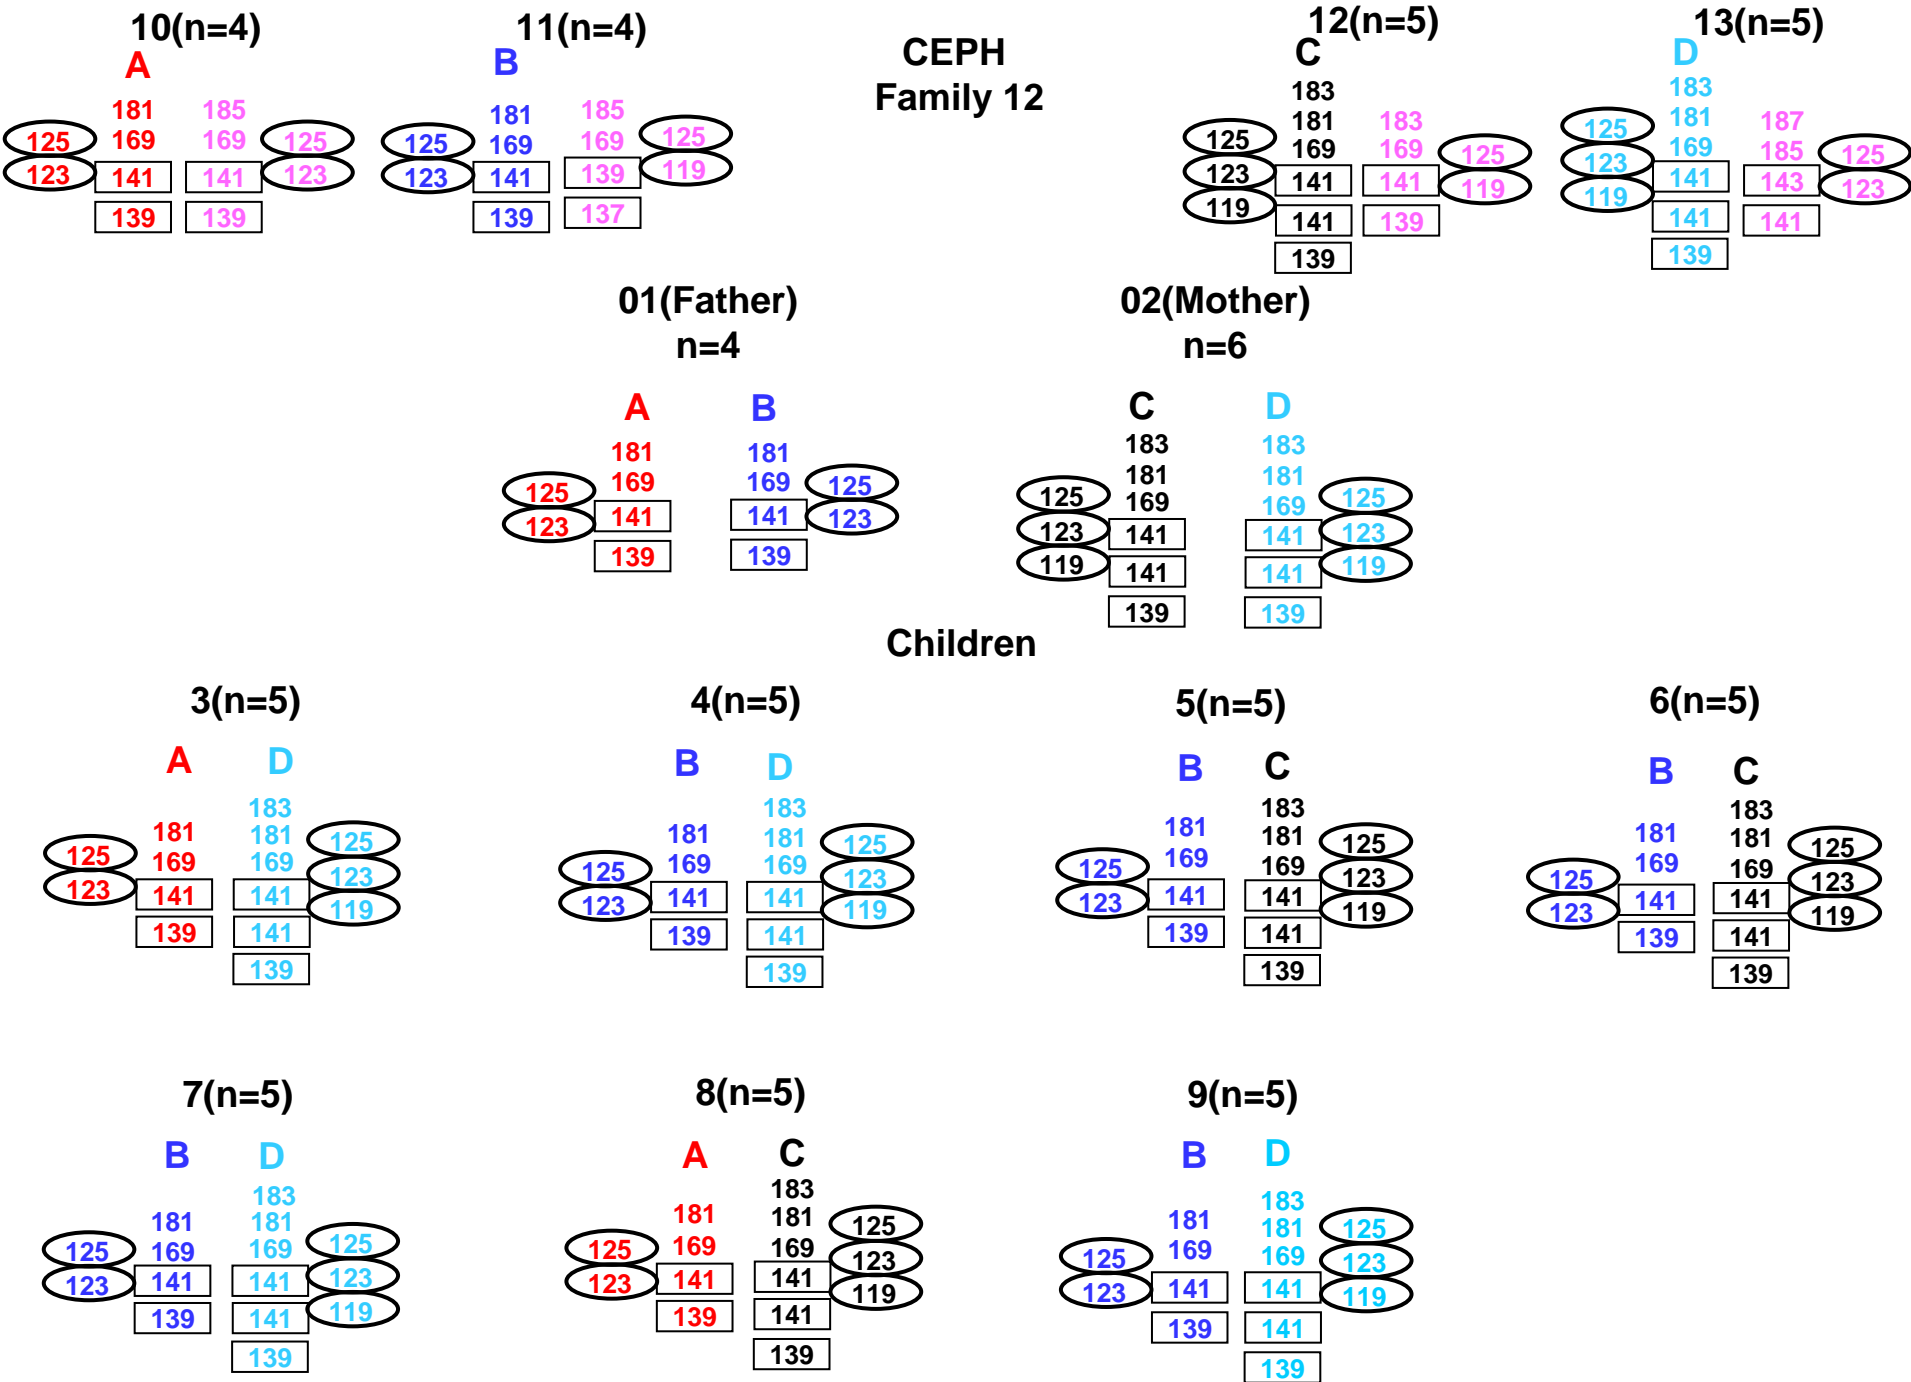 10(n=4) 11(n=4) CEPH 12(n=5) 13(n=5)
A B Family 12 C D
183 183
181 185 181 185 181 183 181 187
125 169 169 125 125 169 169 125 125 169 169 125 125 169 185 125
123 141 141 123 123 141 139 119 123 141 141 119 123 141 143 123
139 139 139 137 119 141 139 119 141 141
139 139
01(Father) 02(Mother)
n=4 n=6
A B C D
183 183
181 181 181 181
125 169 169 125 125 169 169 125
123 141 141 123 123 141 141 123
139 139 119 141 141 119
139 139
Children
3(n=5) 4(n=5) 5(n=5) 6(n=5)
A D B D B C B C
183 183 183 183
181 181 125 181 181 125 181 181 125 181 181 125
125 169 169 123 125 169 169 123 125 169 169 123 125 169 169 123
123 141 141 119 123 141 141 119 123 141 141 119 123 141 141 119
139 141 139 141 139 141 139 141
139 139 139 139
7(n=5) 8(n=5) 9(n=5)
B D A C B D
183 183 183
181 181 125 181 181 125 181 181 125
125 169 169 123 125 169 169 123 125 169 169 123
123 141 141 119 123 141 141 119 123 141 141 119
139 141 139 141 139 141
139 139 139